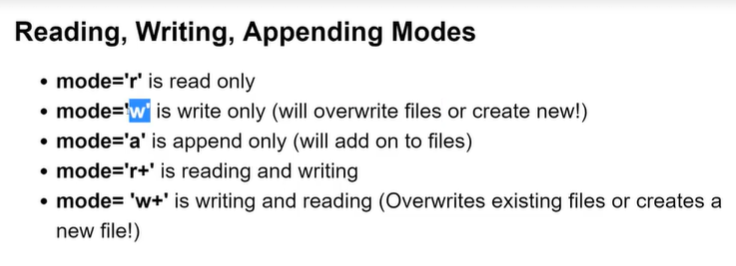 Reading, Writing, Appending Modes
• mode='r' is read only
• mode='w' is write only (will overwrite files or create new!)
• mode='a' is append only (will add on to files)
• mode='r+' is reading and writing
• mode= 'w+' is writing and reading (Overwrites existing files or creates a
new file!)